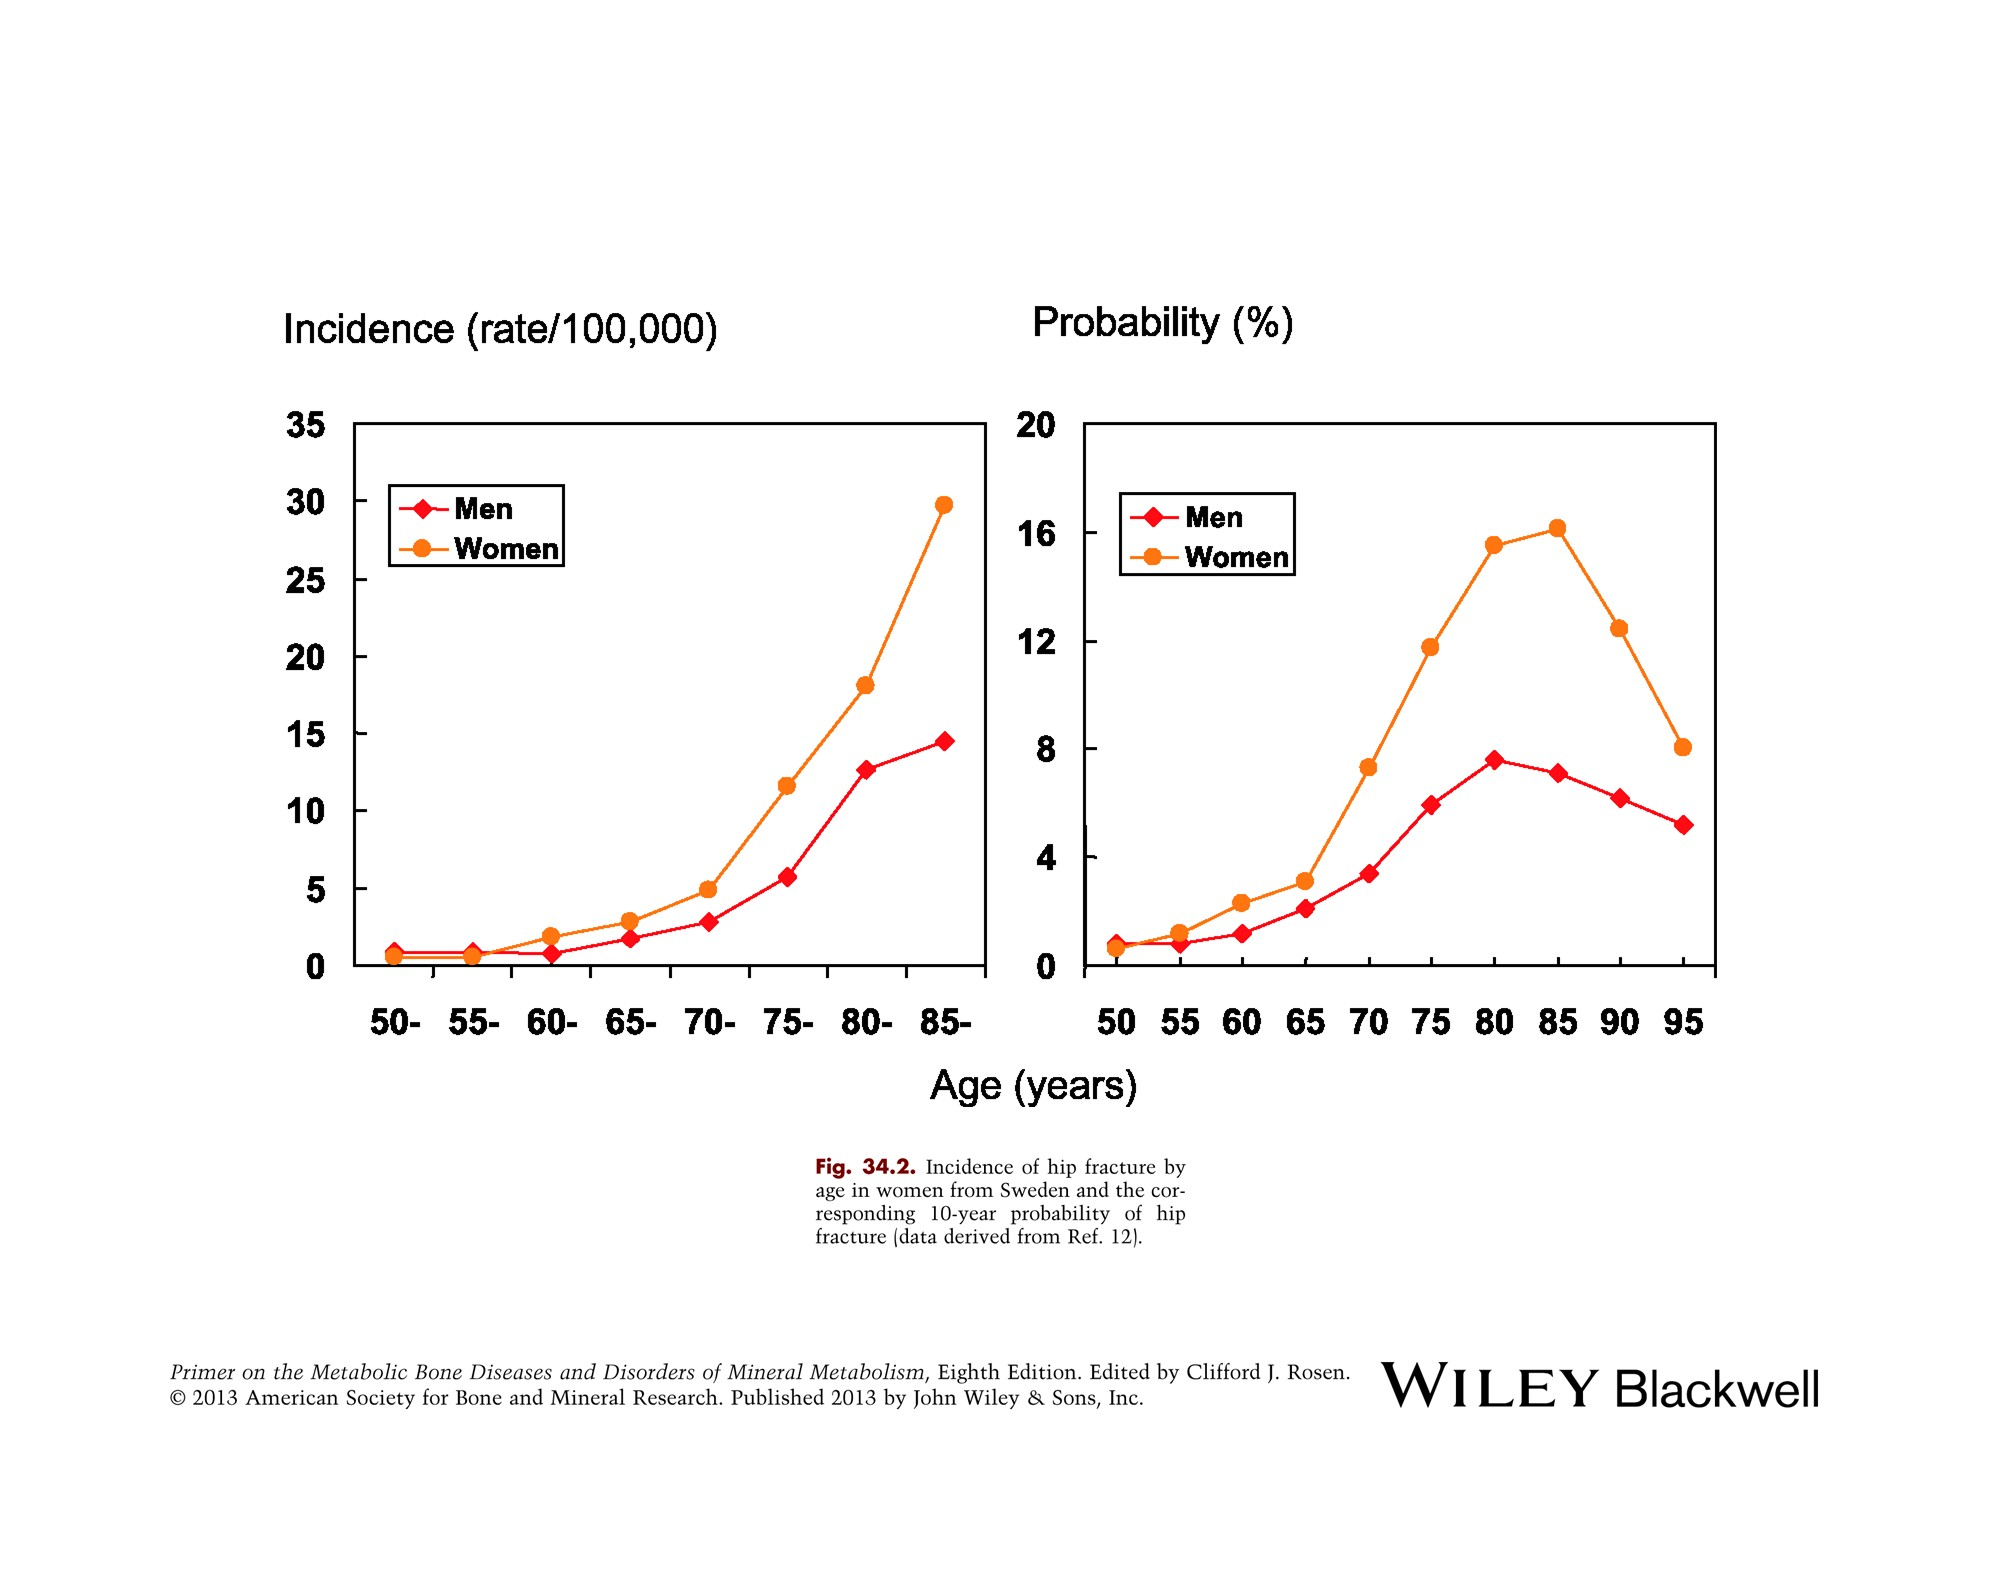 Incidence (rate/100,000)
35
30
25
20
15
10
5
0
Men
Women
50- 55- 60- 65- 70- 75- 80- 85-
Probability (%)
20
16
12
8
4
0
Men
Women
50 55 60 65 70 75 80 85 90 95
Age (years)
Fig. 34.2. Incidence of hip fracture by
age in women from Sweden and the cor-
responding 10-year probability of hip
fracture (data derived from Ref. 12).
Primer on the Metabolic Bone Diseases and Disorders of Mineral Metabolism, Eighth Edition. Edited by Clifford J. Rosen.
© 2013 American Society for Bone and Mineral Research. Published 2013 by John Wiley & Sons, Inc.
WILEY Blackwell